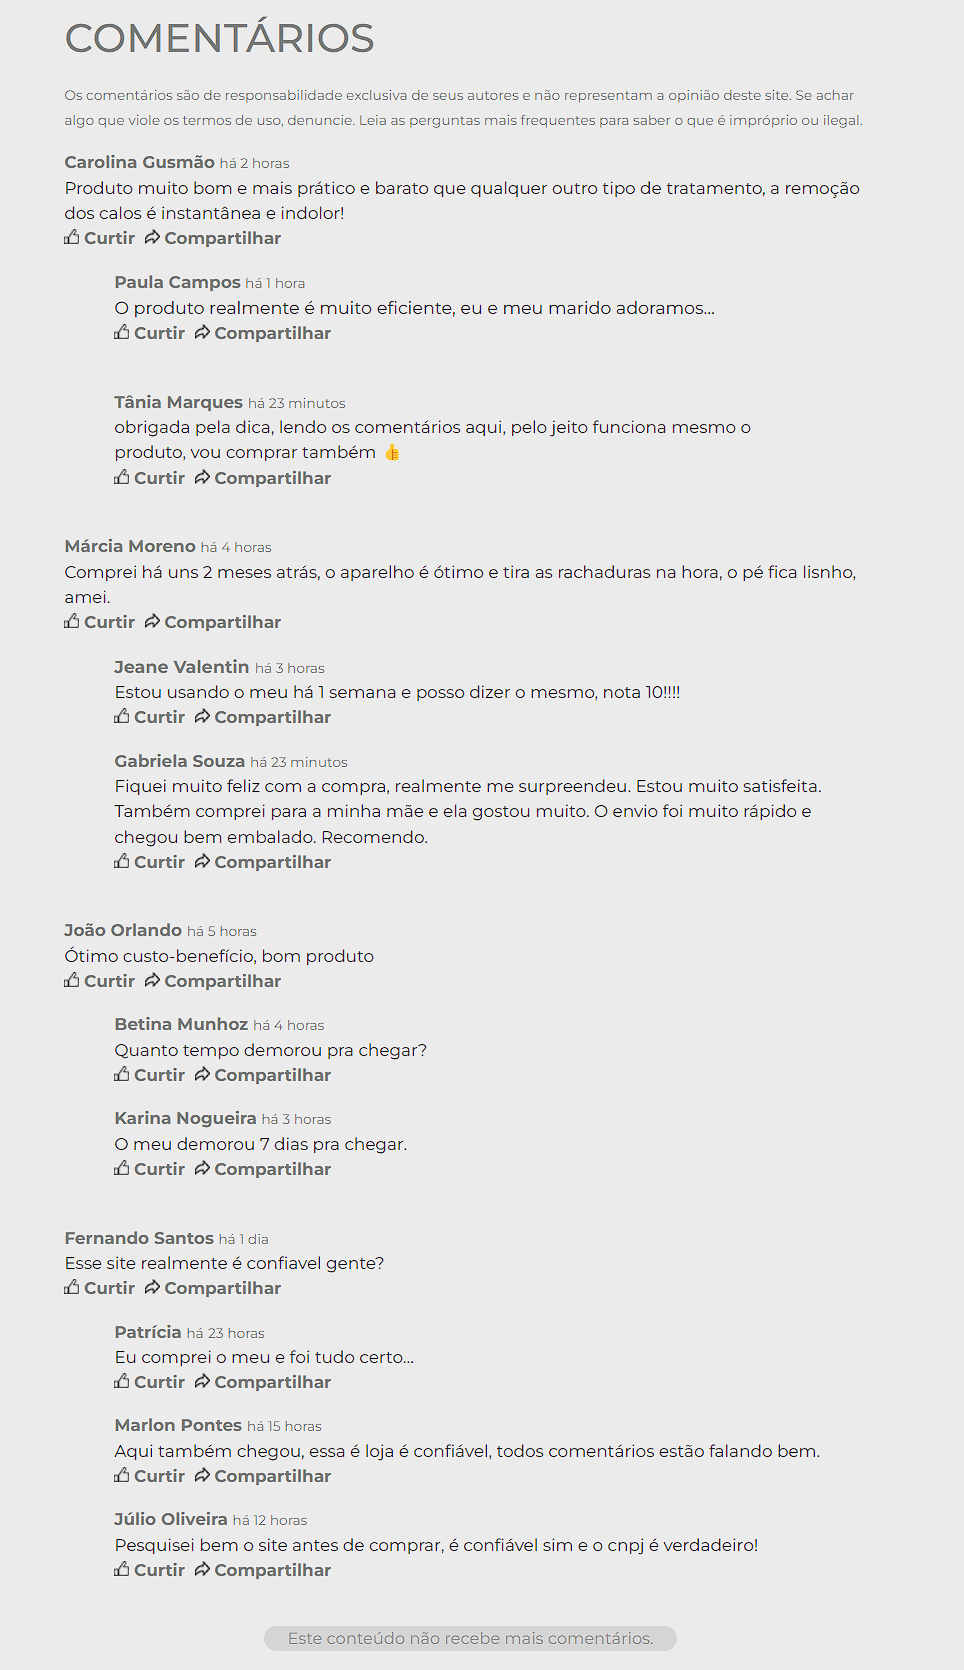 COMENTÁRIOS
Os comentários são de responsabilidade exclusiva de seus autores e não representam a opinião deste site. Se achar
algo que viole os termos de uso, denuncie. Leia as perguntas mais frequentes para saber o que é impróprio ou ilegal.
Carolina Gusmão há 2 horas
Produto muito bom e mais prático e barato que qualquer outro tipo de tratamento, a remoção
dos calos é instantânea e indolor!
Curtir Compartilhar
Paula Campos há 1 hora
O produto realmente é muito eficiente, eu e meu marido adoramos...
Curtir Compartilhar
Tânia Marques há 23 minutos
obrigada pela dica, lendo os comentários aqui, pelo jeito funciona mesmo o
produto, vou comprar também 👍
Curtir Compartilhar
Márcia Moreno há 4 horas
Comprei há uns 2 meses atrás, o aparelho é ótimo e tira as rachaduras na hora, o pé fica lisnho,
amei.
Curtir Compartilhar
Jeane Valentin há 3 horas
Estou usando o meu há 1 semana e posso dizer o mesmo, nota 10!!!!
Curtir Compartilhar
Gabriela Souza há 23 minutos
Fiquei muito feliz com a compra, realmente me surpreendeu. Estou muito satisfeita.
Também comprei para a minha mãe e ela gostou muito. O envio foi muito rápido e
chegou bem embalado. Recomendo.
Curtir Compartilhar
João Orlando há 5 horas
Ótimo custo-benefício, bom produto
Curtir Compartilhar
Betina Munhoz há 4 horas
Quanto tempo demorou pra chegar?
Curtir Compartilhar
Karina Nogueira há 3 horas
O meu demorou 7 dias pra chegar.
Curtir Compartilhar
Fernando Santos há 1 dia
Esse site realmente é confiavel gente?
Curtir Compartilhar
Patrícia há 23 horas
Eu comprei o meu e foi tudo certo...
Curtir Compartilhar
Marlon Pontes há 15 horas
Aqui também chegou, essa é loja é confiável, todos comentários estão falando bem.
Curtir Compartilhar
Júlio Oliveira há 12 horas
Pesquisei bem o site antes de comprar, é confiável sim e o cnpj é verdadeiro!
Curtir Compartilhar
Este conteúdo não recebe mais comentários.